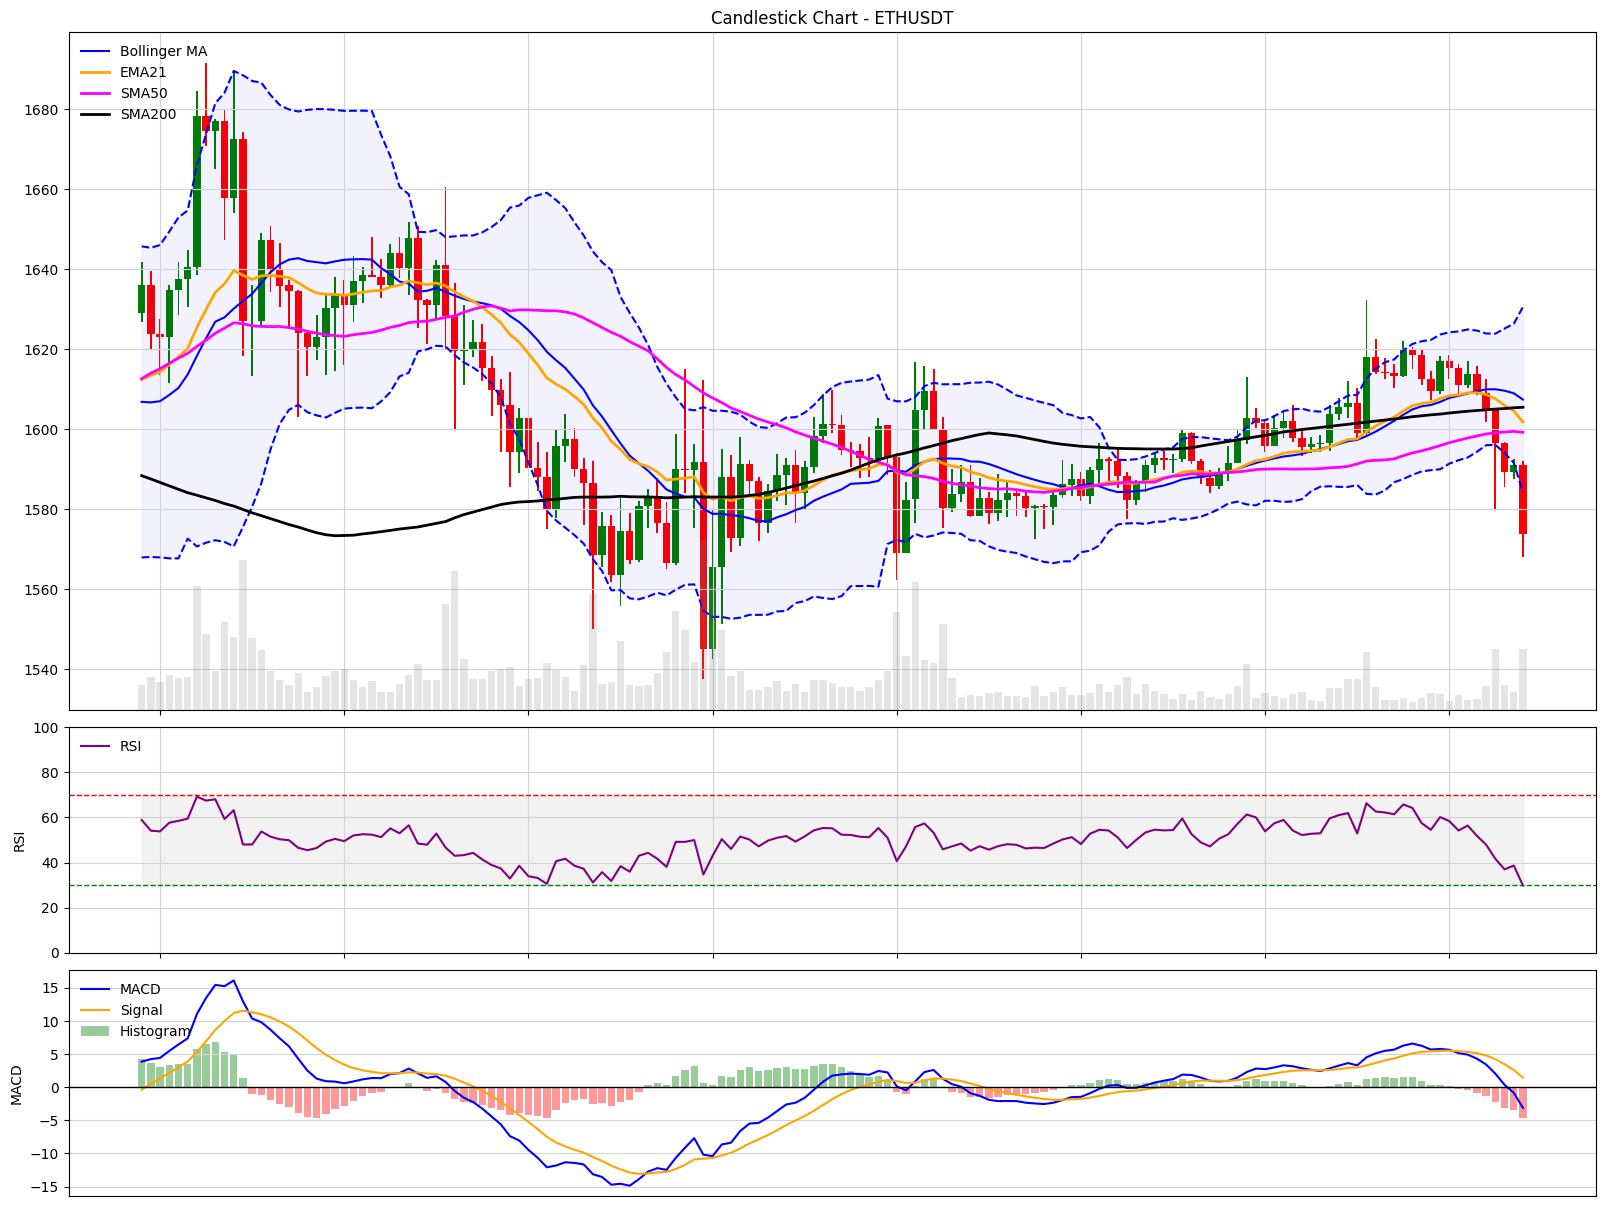 Candlestick Chart - ETHUSDT
Bollinger MA
EMA21
SMA50
SMA200
1680
1660
1640
1620
1600
1580
1560
1540
RSI
100
80
60
40
20
0
RSI
MACD
Signal
Histogram
15
10
5
0
−5
−10
−15
MACD